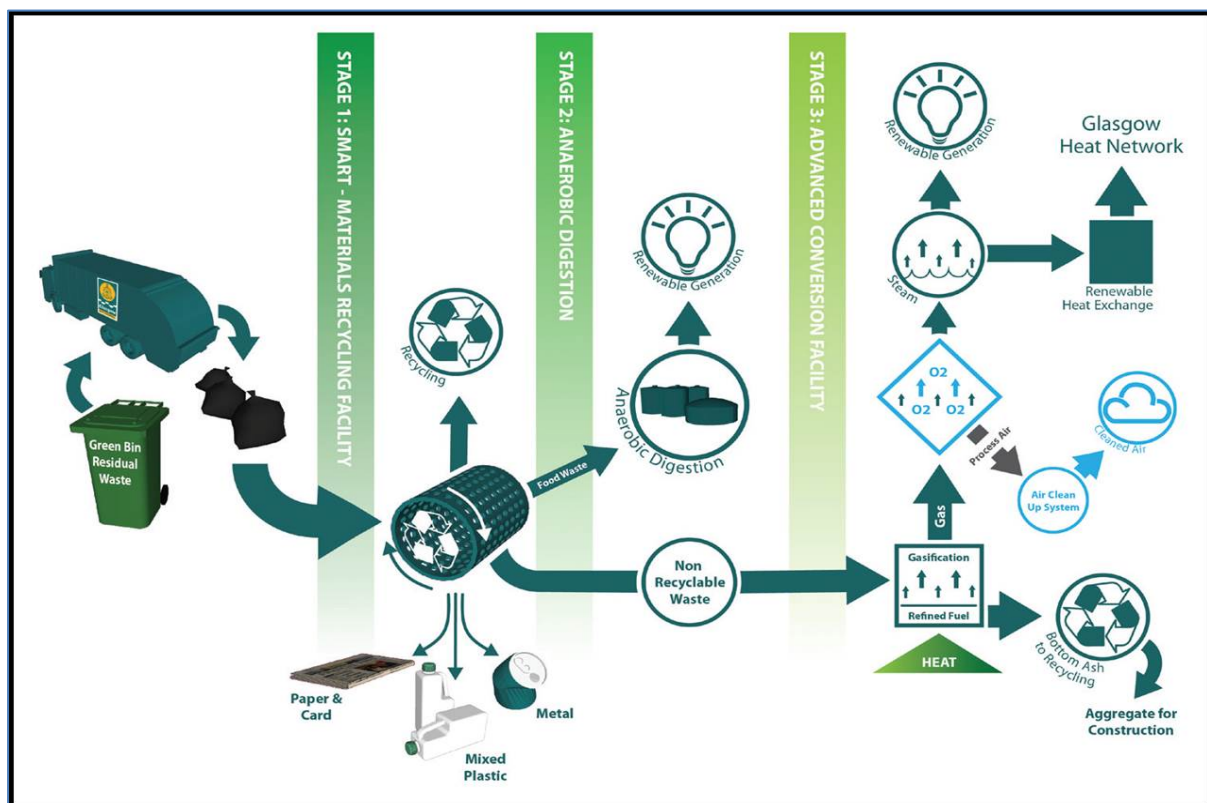 STAGE 1: SMART - MATERIALS RECYCLING FACILITY
STAGE 2: ANAEROBIC DIGESTION
STAGE 3: ADVANCED CONVERSION FACILITY
Green Bin
Residual
Waste
Recycling
Food Waste
Paper &
Card
Mixed
Plastic
Metal
Renewable Generation
Anaerobic Digestion
Non
Recyclable
Waste
Renewable Generation
Steam
Glasgow
Heat Network
Renewable
Heat Exchange
O2
O2
O2
Process Air
Air Clean
Up System
Cleaned Air
Gas
Gasification
Refined Fuel
HEAT
Bottom Ash
to Recycling
Aggregate for
Construction